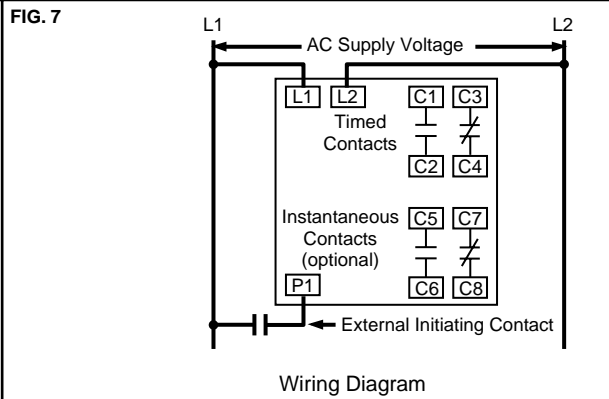 FIG. 7
L1 L2
AC Supply Voltage
L1 L2 C1 C3
Timed
Contacts
C2 C4
Instantaneous
Contacts
(optional)
C5 C7
P1 C6 C8
External Initiating Contact
Wiring Diagram